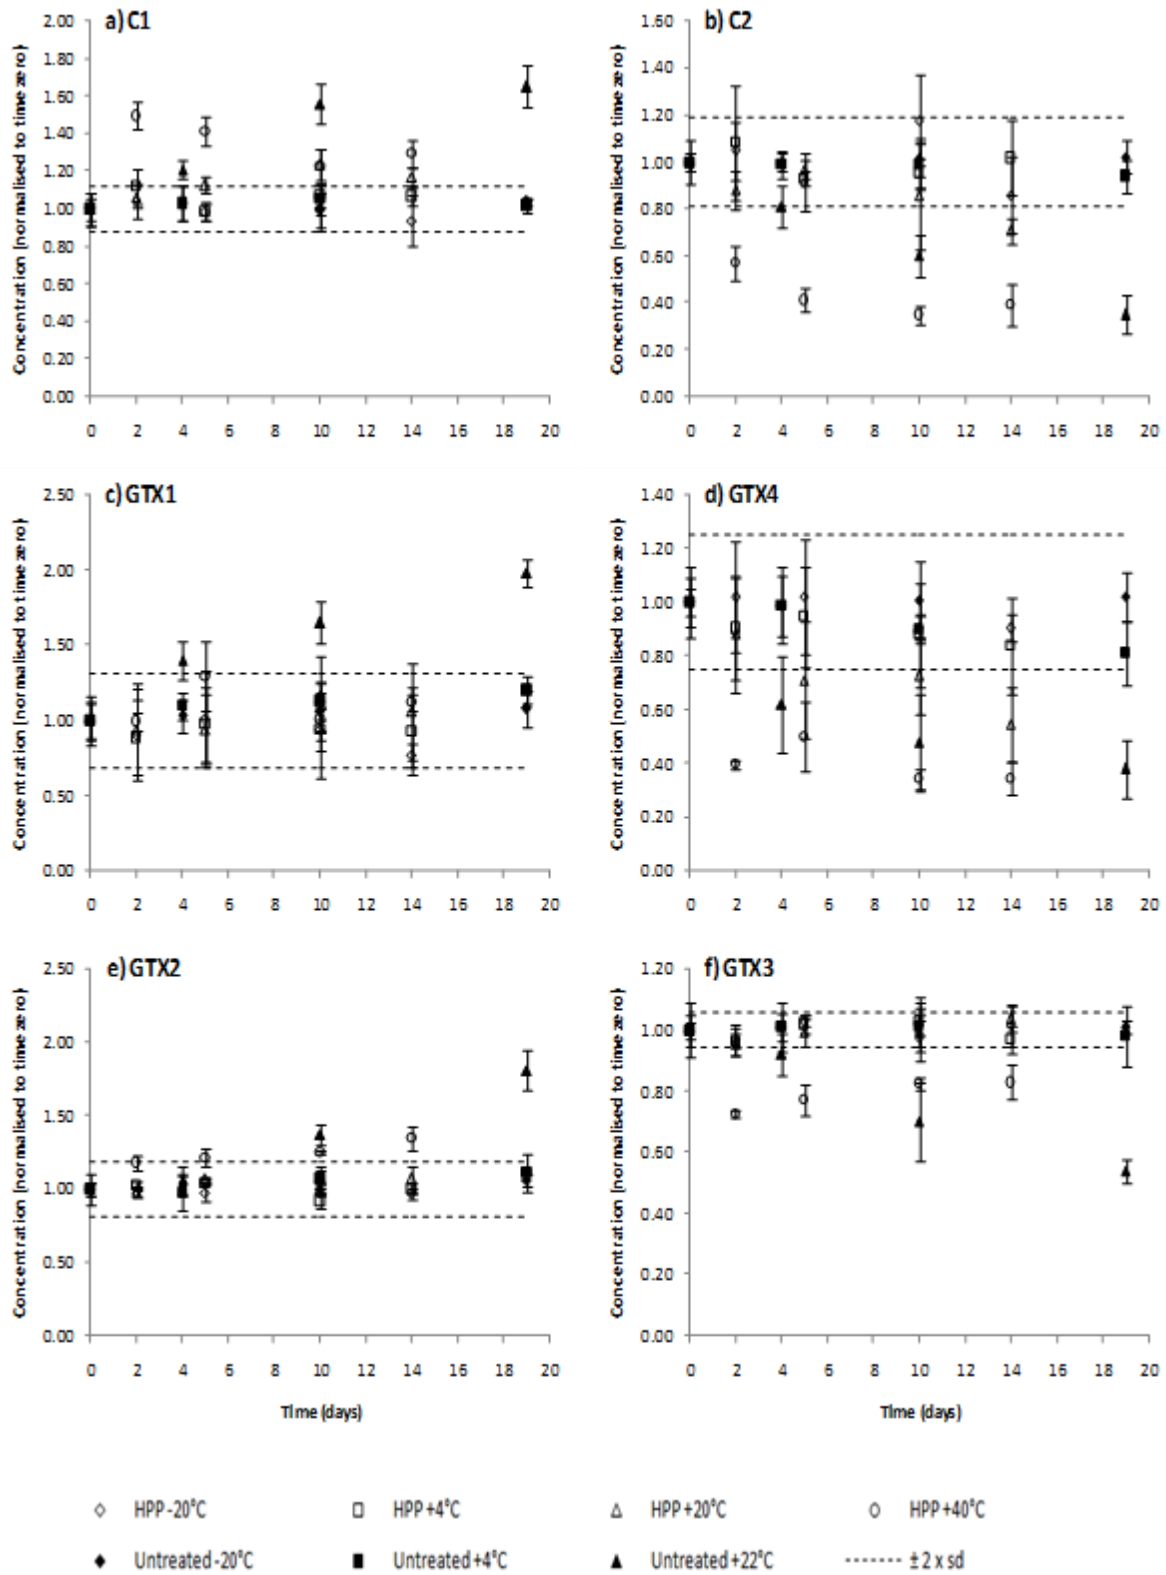 a) C1
Concentration (normalised to time zero)
2.00
1.80
1.60
1.40
1.20
1.00
0.80
0.60
0.40
0.20
0.00
0 2 4 6 8 10 12 14 16 18 20
b) C2
Concentration (normalised to time zero)
1.60
1.40
1.20
1.00
0.80
0.60
0.40
0.20
0.00
0 2 4 6 8 10 12 14 16 18 20
c) GTX1
Concentration (normalised to time zero)
2.50
2.00
1.50
1.00
0.50
0.00
0 2 4 6 8 10 12 14 16 18 20
d) GTX4
Concentration (normalised to time zero)
1.40
1.20
1.00
0.80
0.60
0.40
0.20
0.00
0 2 4 6 8 10 12 14 16 18 20
e) GTX2
Concentration (normalised to time zero)
2.50
2.00
1.50
1.00
0.50
0.00
0 2 4 6 8 10 12 14 16 18 20
Time (days)
f) GTX3
Concentration (normalised to time zero)
1.20
1.00
0.80
0.60
0.40
0.20
0.00
0 2 4 6 8 10 12 14 16 18 20
Time (days)
HPP -20°C HPP +4°C HPP +20°C HPP +40°C
Untreated -20°C Untreated +4°C Untreated +22°C ± 2 x sd